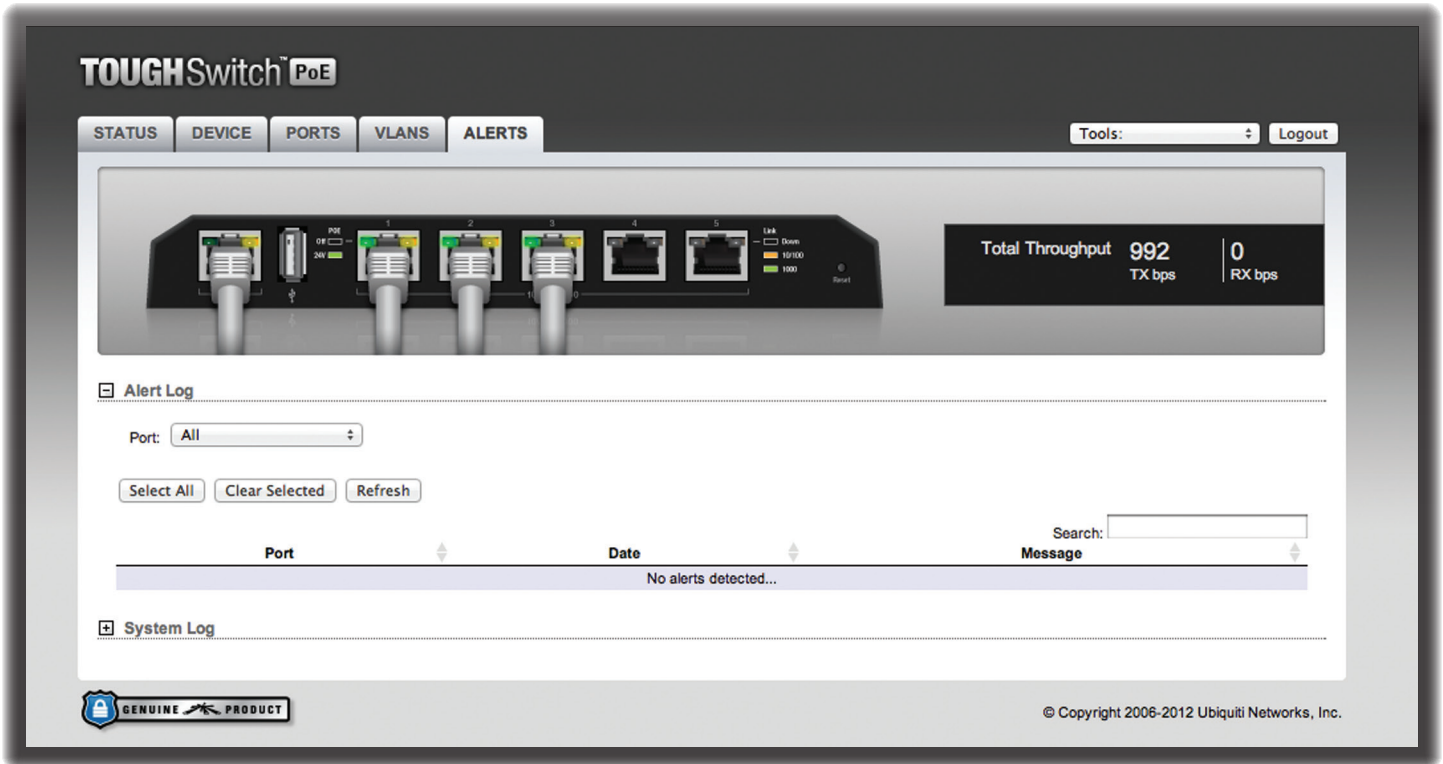 TOUGHSwitch™ PoE
STATUS DEVICE PORTS VLANS ALERTS
Tools: Logout
POE
Off
24V
1 2 3 4 5
Link
Down
10/100
1000
Reset
Total Throughput 992 0
TX bps RX bps
Alert Log
Port: All
Select All Clear Selected Refresh
Search:
Port Date Message
No alerts detected...
System Log
GENUINE PRODUCT
© Copyright 2006-2012 Ubiquiti Networks, Inc.